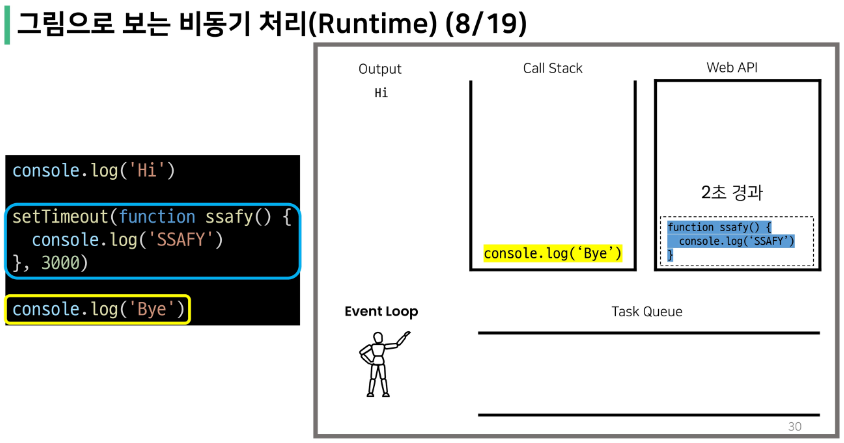 그림으로 보는 비동기 처리(Runtime) (8/19)
console.log('Hi')
setTimeout(function ssafy() {
  console.log('SSAFY')
}, 3000)
console.log('Bye')
Output
Hi
Call Stack
console.log(‘Bye’)
Web API
2초 경과
function ssafy() {
  console.log(‘SSAFY’)
}
Event Loop
Task Queue
30